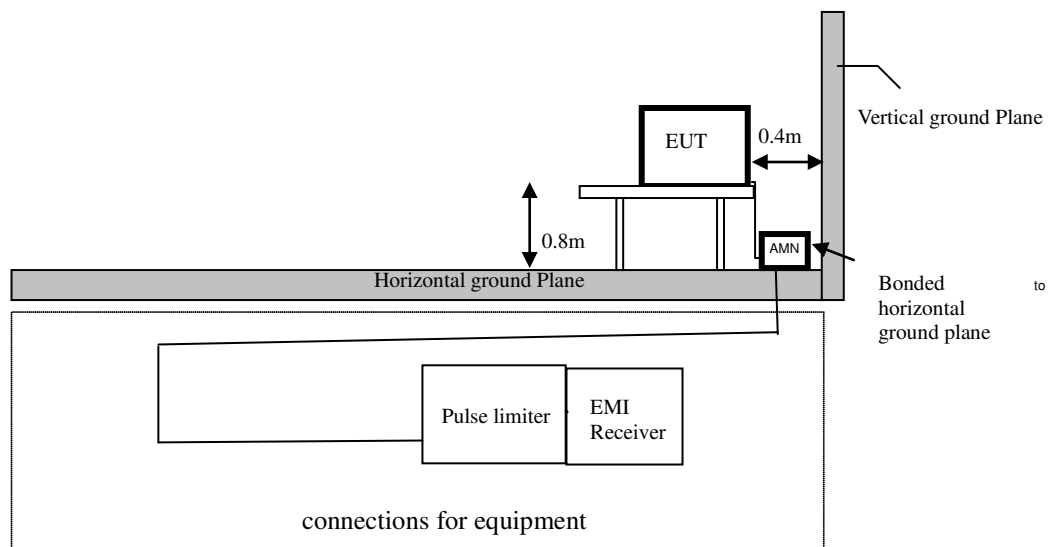 EUT
0.4m
Vertical ground Plane
0.8m
AMN
Horizontal ground Plane
Bonded to
horizontal
ground plane
Pulse limiter
EMI
Receiver
connections for equipment